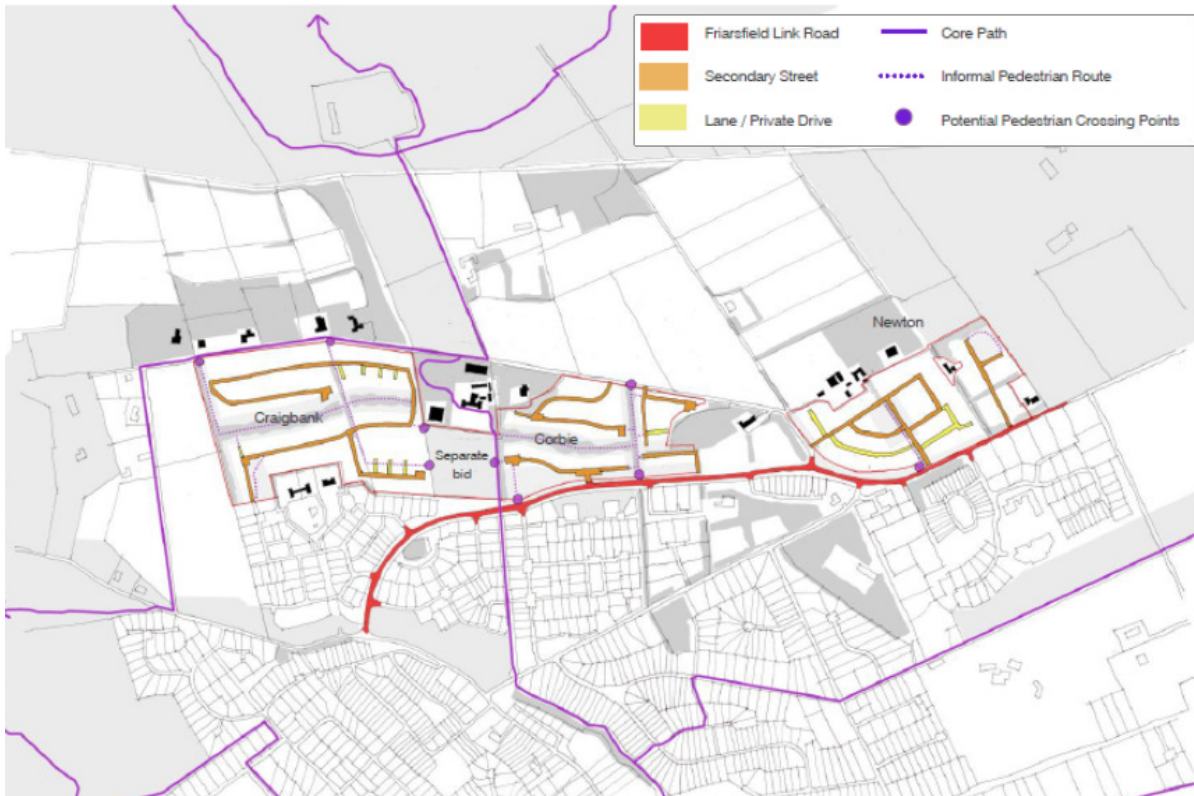 Friarsfield Link Road
Core Path
Secondary Street
Informal Pedestrian Route
Lane / Private Drive
Potential Pedestrian Crossing Points
Newton
Craigbank
Corbie
Separate
bid